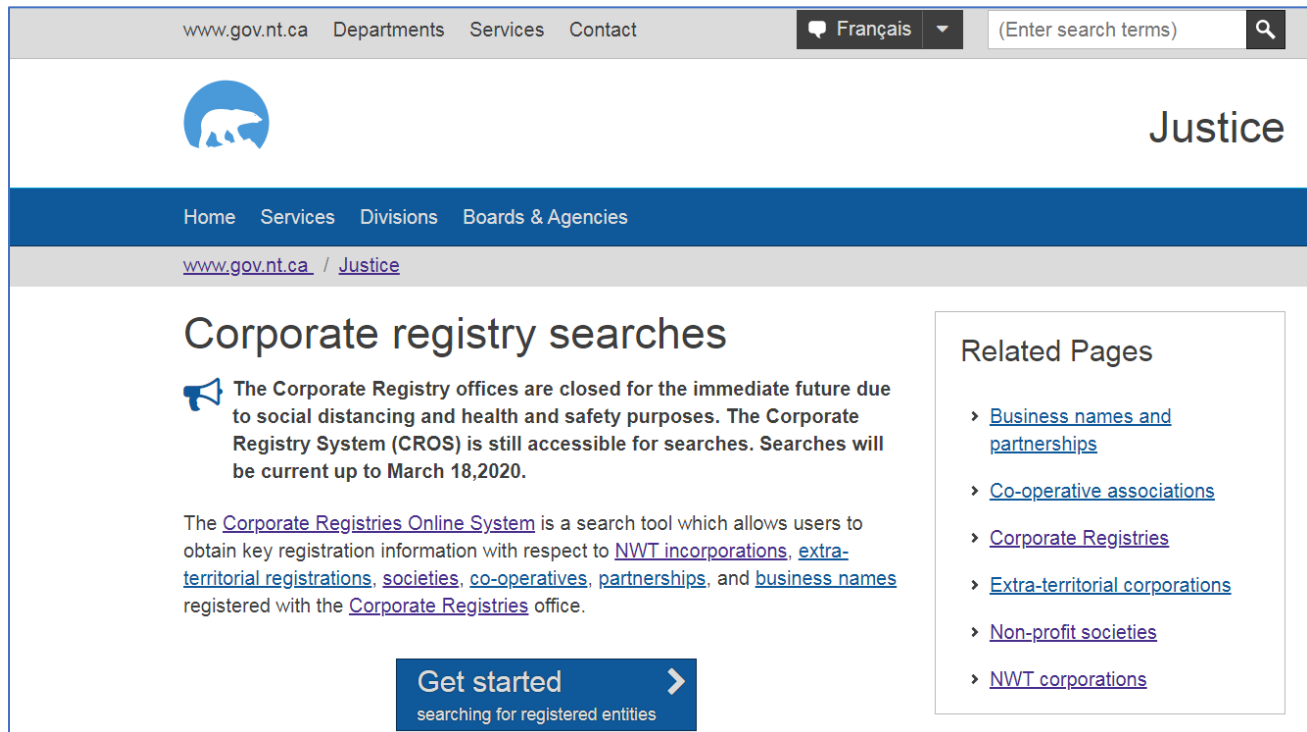 www.gov.nt.ca Departments Services Contact Français (Enter search terms)
Justice
Home Services Divisions Boards & Agencies
www.gov.nt.ca / Justice
Corporate registry searches
The Corporate Registry offices are closed for the immediate future due
to social distancing and health and safety purposes. The Corporate
Registry System (CROS) is still accessible for searches. Searches will
be current up to March 18,2020.
The Corporate Registries Online System is a search tool which allows users to
obtain key registration information with respect to NWT incorporations, extra-
territorial registrations, societies, co-operatives, partnerships, and business names
registered with the Corporate Registries office.
Get started
searching for registered entities
Related Pages
Business names and
partnerships
Co-operative associations
Corporate Registries
Extra-territorial corporations
Non-profit societies
NWT corporations